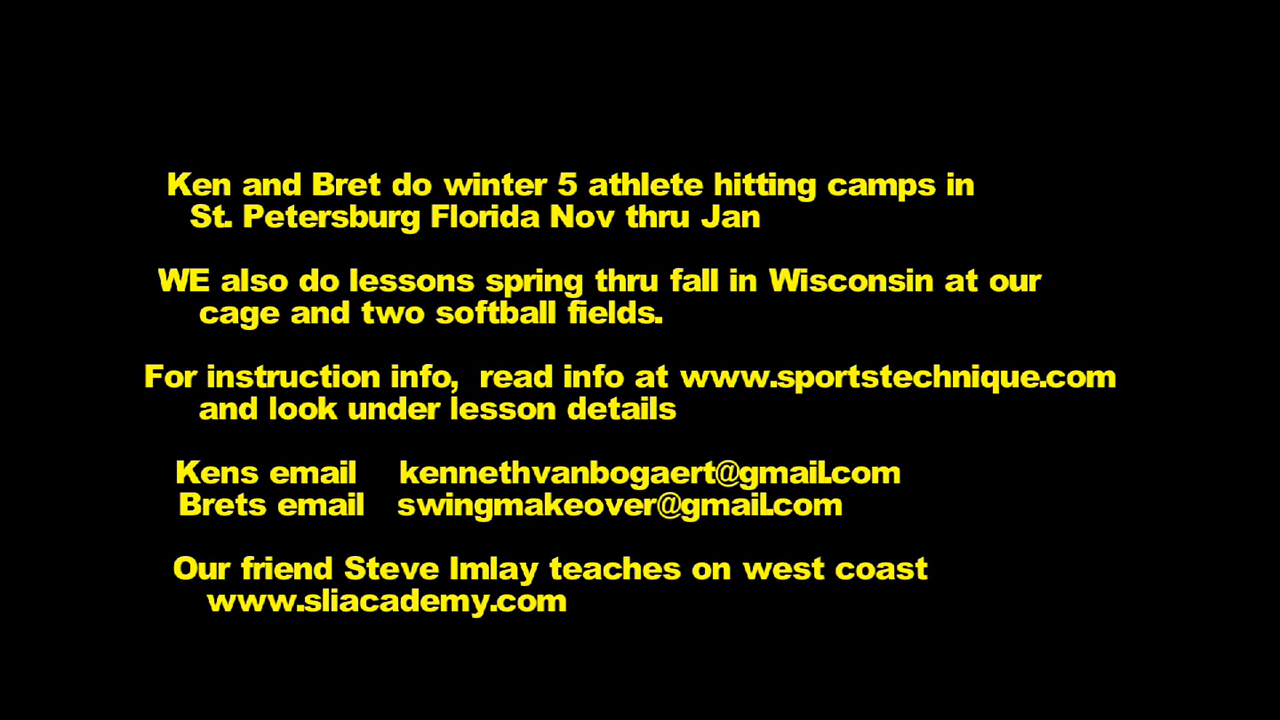 Ken and Bret do winter 5 athlete hitting camps in
St. Petersburg Florida Nov thru Jan
WE also do lessons spring thru fall in Wisconsin at our
cage and two softball fields.
For instruction info, read info at www.sportstechnique.com
and look under lesson details
Kens email kennethvanbogaert@gmail.com
Brets email swingmakeover@gmail.com
Our friend Steve Imlay teaches on west coast
www.sliacademy.com